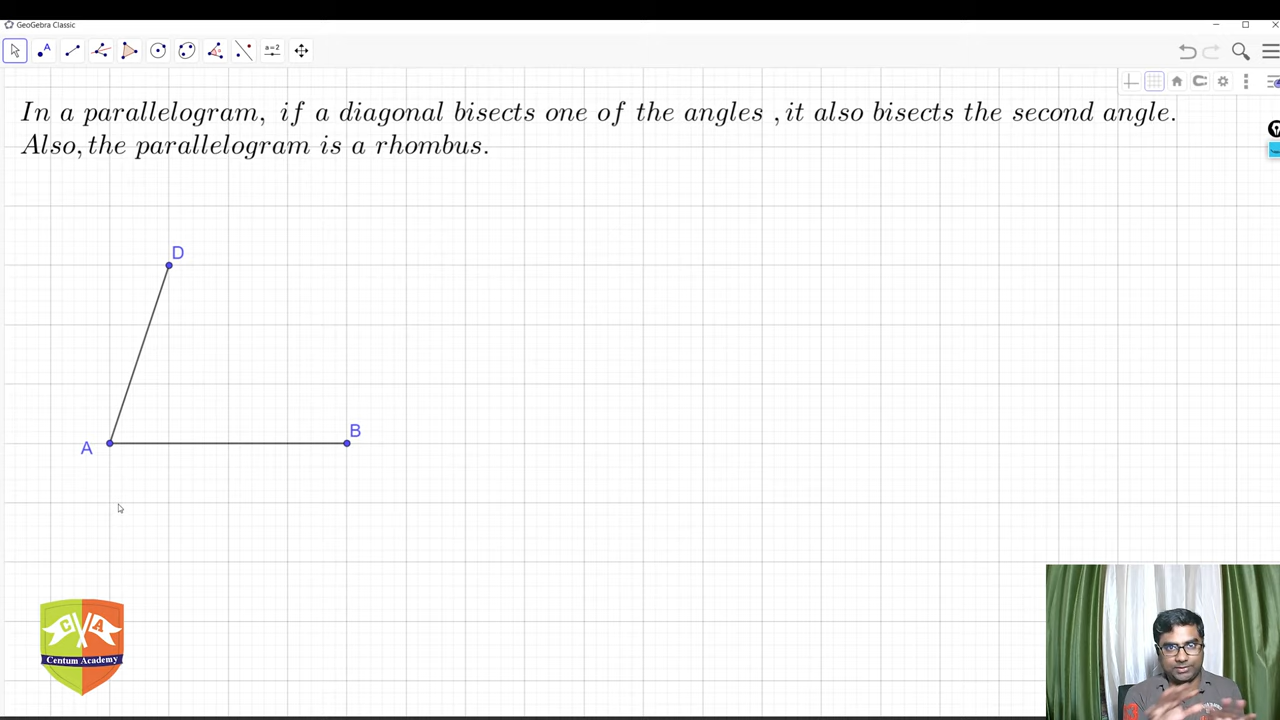 GeoGebra Classic
a=2
In a parallelogram, if a diagonal bisects one of the angles , it also bisects the second angle.
Also, the parallelogram is a rhombus.
D
B
A
C A
Centum Academy